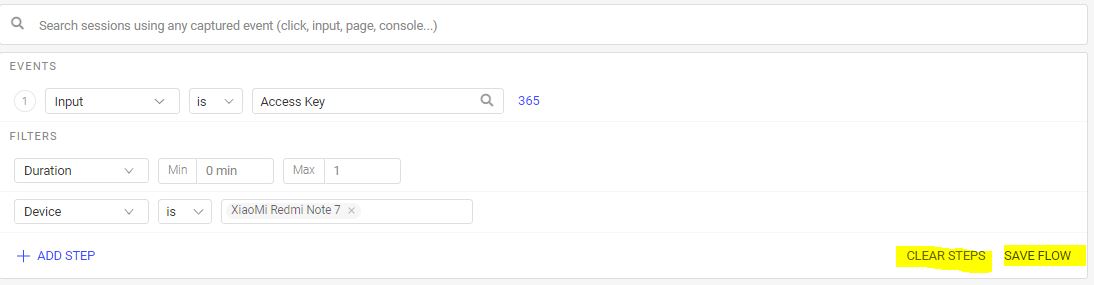 Search sessions using any captured event (click, input, page, console...)
EVENTS
1 Input is Access Key 365
FILTERS
Duration Min 0 min Max 1
Device is XiaoMi Redmi Note 7 ×
+ ADD STEP CLEAR STEPS SAVE FLOW